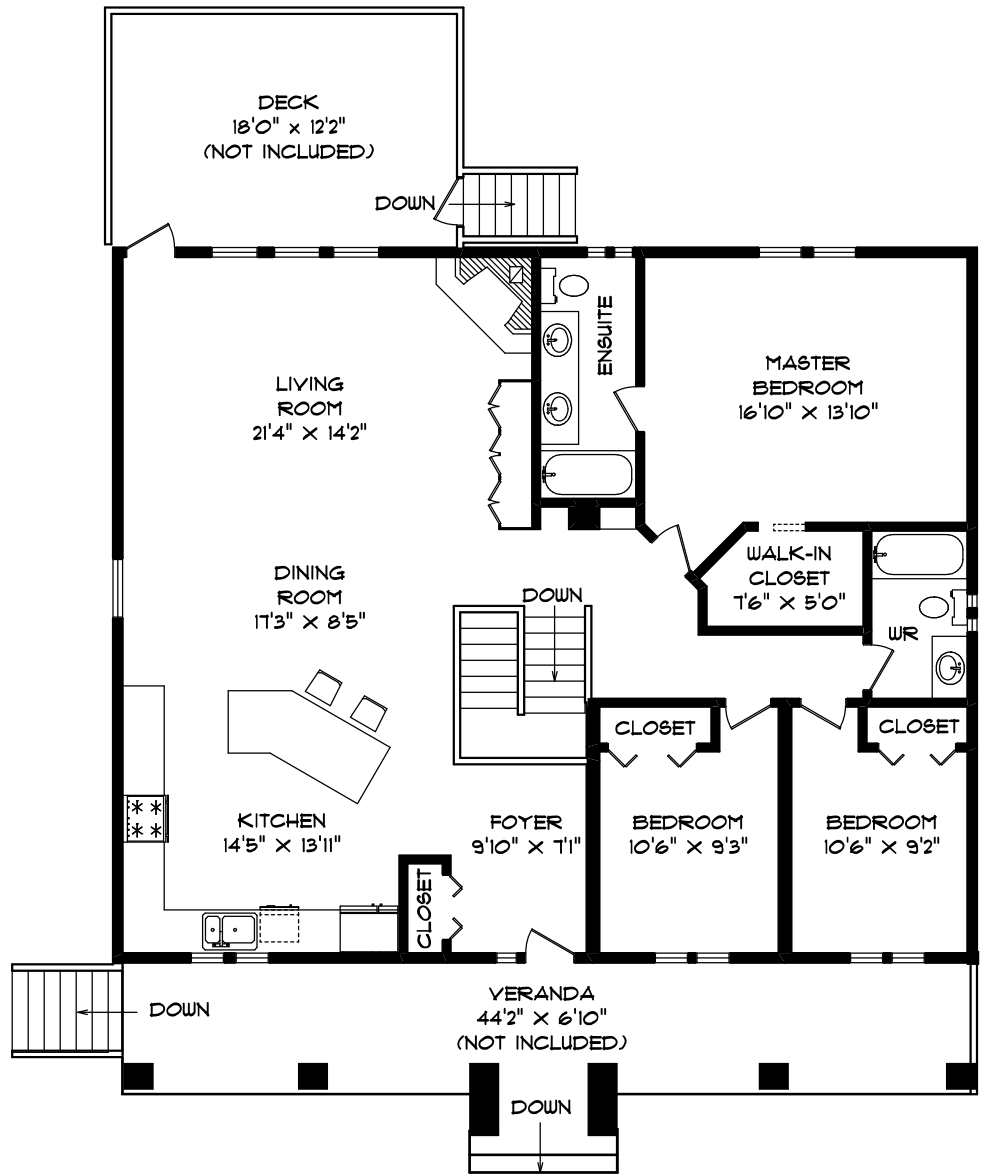 DECK
18'0" x 12'2"
(NOT INCLUDED)
DOWN
ENSUITE
MASTER
BEDROOM
16'10" X 13'10"
LIVING
ROOM
21'4" X 14'2"
WALK-IN
CLOSET
7'6" X 5'0"
DINING
ROOM
17'3" X 8'5"
DOWN
WR
CLOSET
CLOSET
KITCHEN
14'5" X 13'11"
FOYER
9'10" X 7'1"
BEDROOM
10'6" X 9'3"
BEDROOM
10'6" X 9'2"
CLOSET
VERANDA
44'2" X 6'10"
(NOT INCLUDED)
DOWN
DOWN